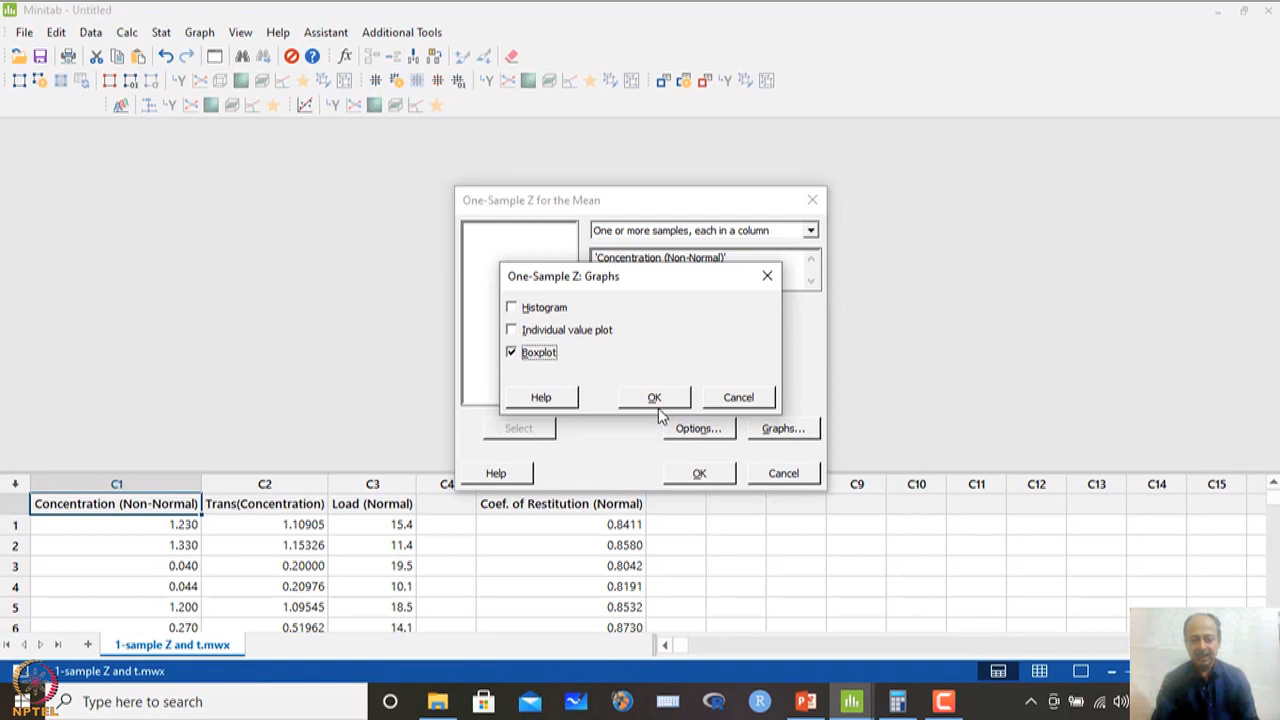 Minitab - Untitled
File Edit Data Calc Stat Graph View Help Assistant Additional Tools
One-Sample Z for the Mean
One or more samples, each in a column
'Concentration (Non-Normal)'
One-Sample Z: Graphs
Histogram
Individual value plot
Boxplot
Help OK Cancel
Select Options... Graphs...
Help OK Cancel
C1 C2 C3 C4 C9 C10 C11 C12 C13 C14 C15
Concentration (Non-Normal) Trans(Concentration) Load (Normal) Coef. of Restitution (Normal)
1 1.230 1.10905 15.4 0.8411
2 1.330 1.15326 11.4 0.8580
3 0.040 0.20000 19.5 0.8042
4 0.044 0.20976 10.1 0.8191
5 1.200 1.09545 18.5 0.8532
6 0.270 0.51962 14.1 0.8730
1-sample Z and t.mwx
1-sample Z and t.mwx
Type here to search
NPTEL